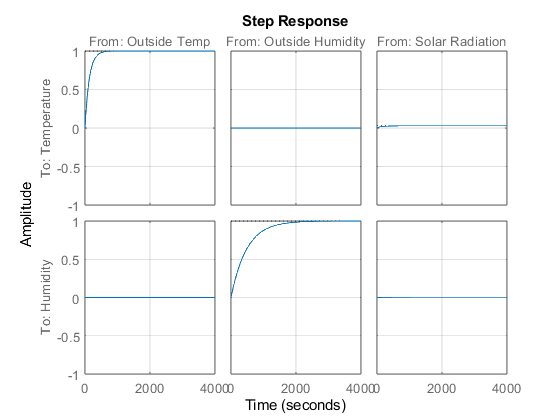 Step Response
From: Outside Temp From: Outside Humidity From: Solar Radiation
To: Temperature
1
0.5
0
-0.5
-1
Amplitude
To: Humidity
1
0.5
0
-0.5
-1
0 2000 4000 0 2000 4000 0 2000 4000
Time (seconds)